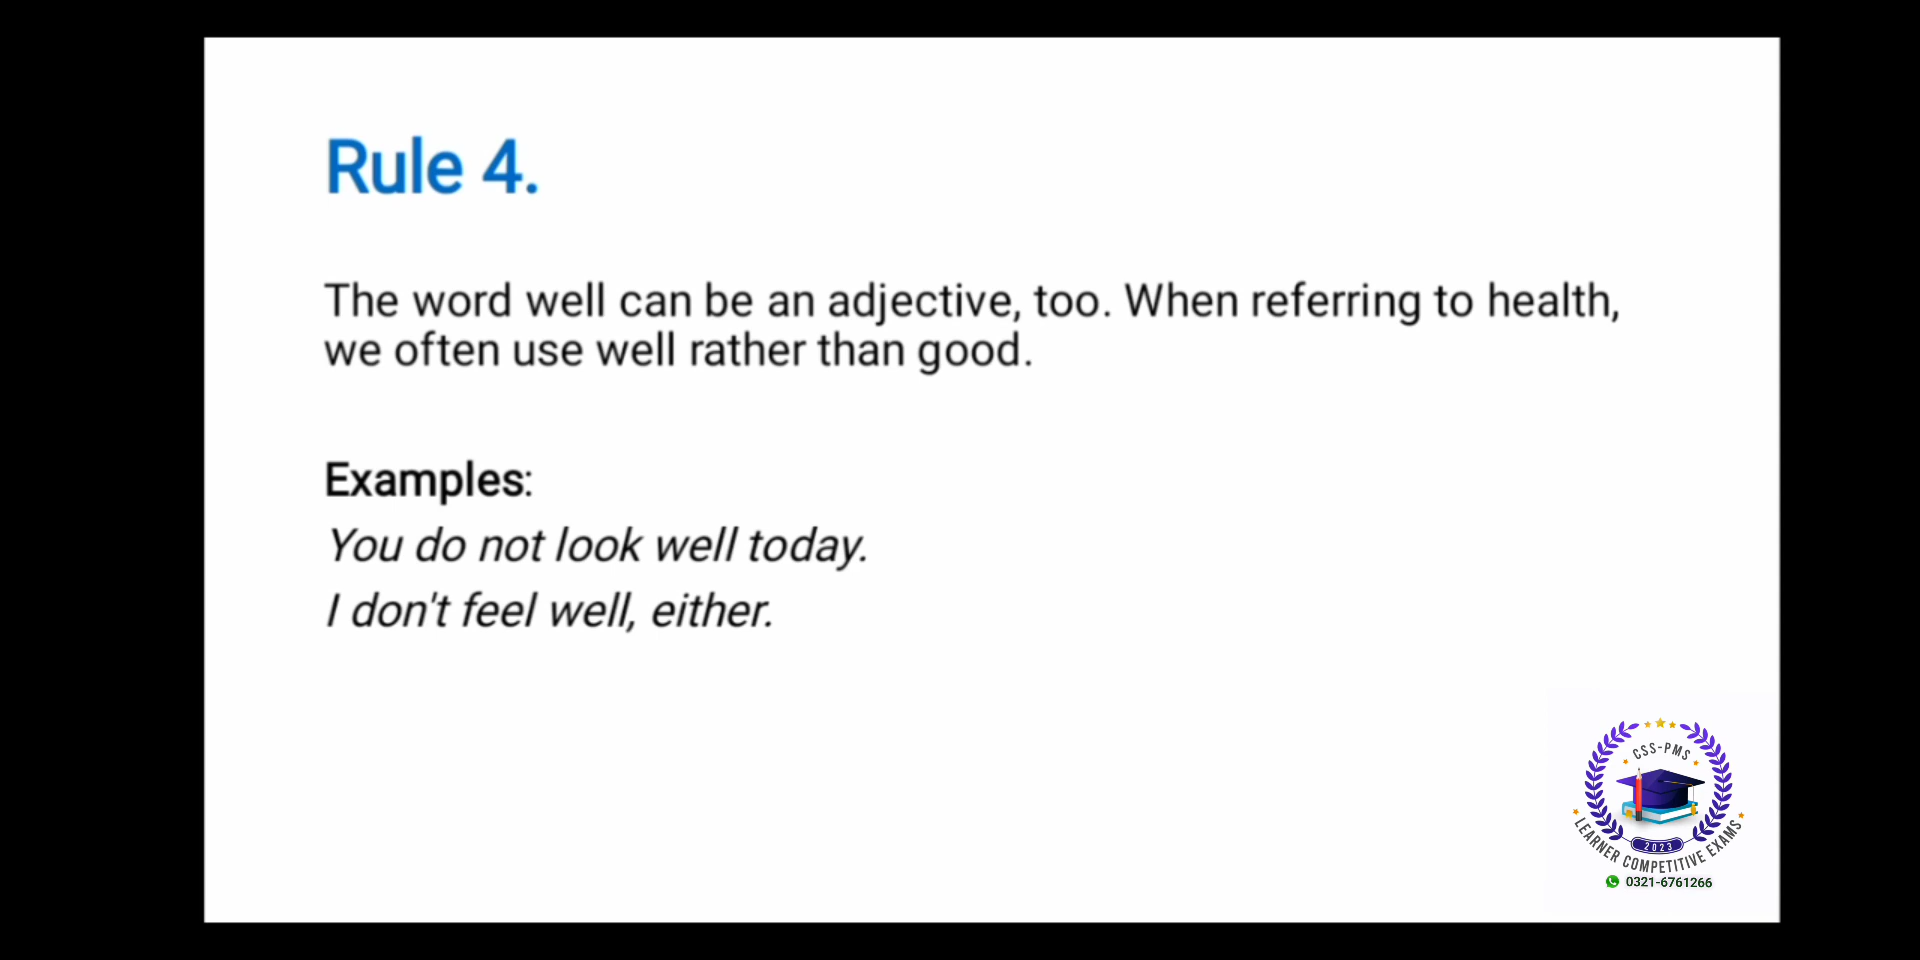 Rule 4.
The word well can be an adjective, too. When referring to health,
we often use well rather than good.
Examples:
You do not look well today.
I don't feel well, either.
CSS-PMS
2023
LEARNER COMPETITIVE EXAMS
0321-6761266